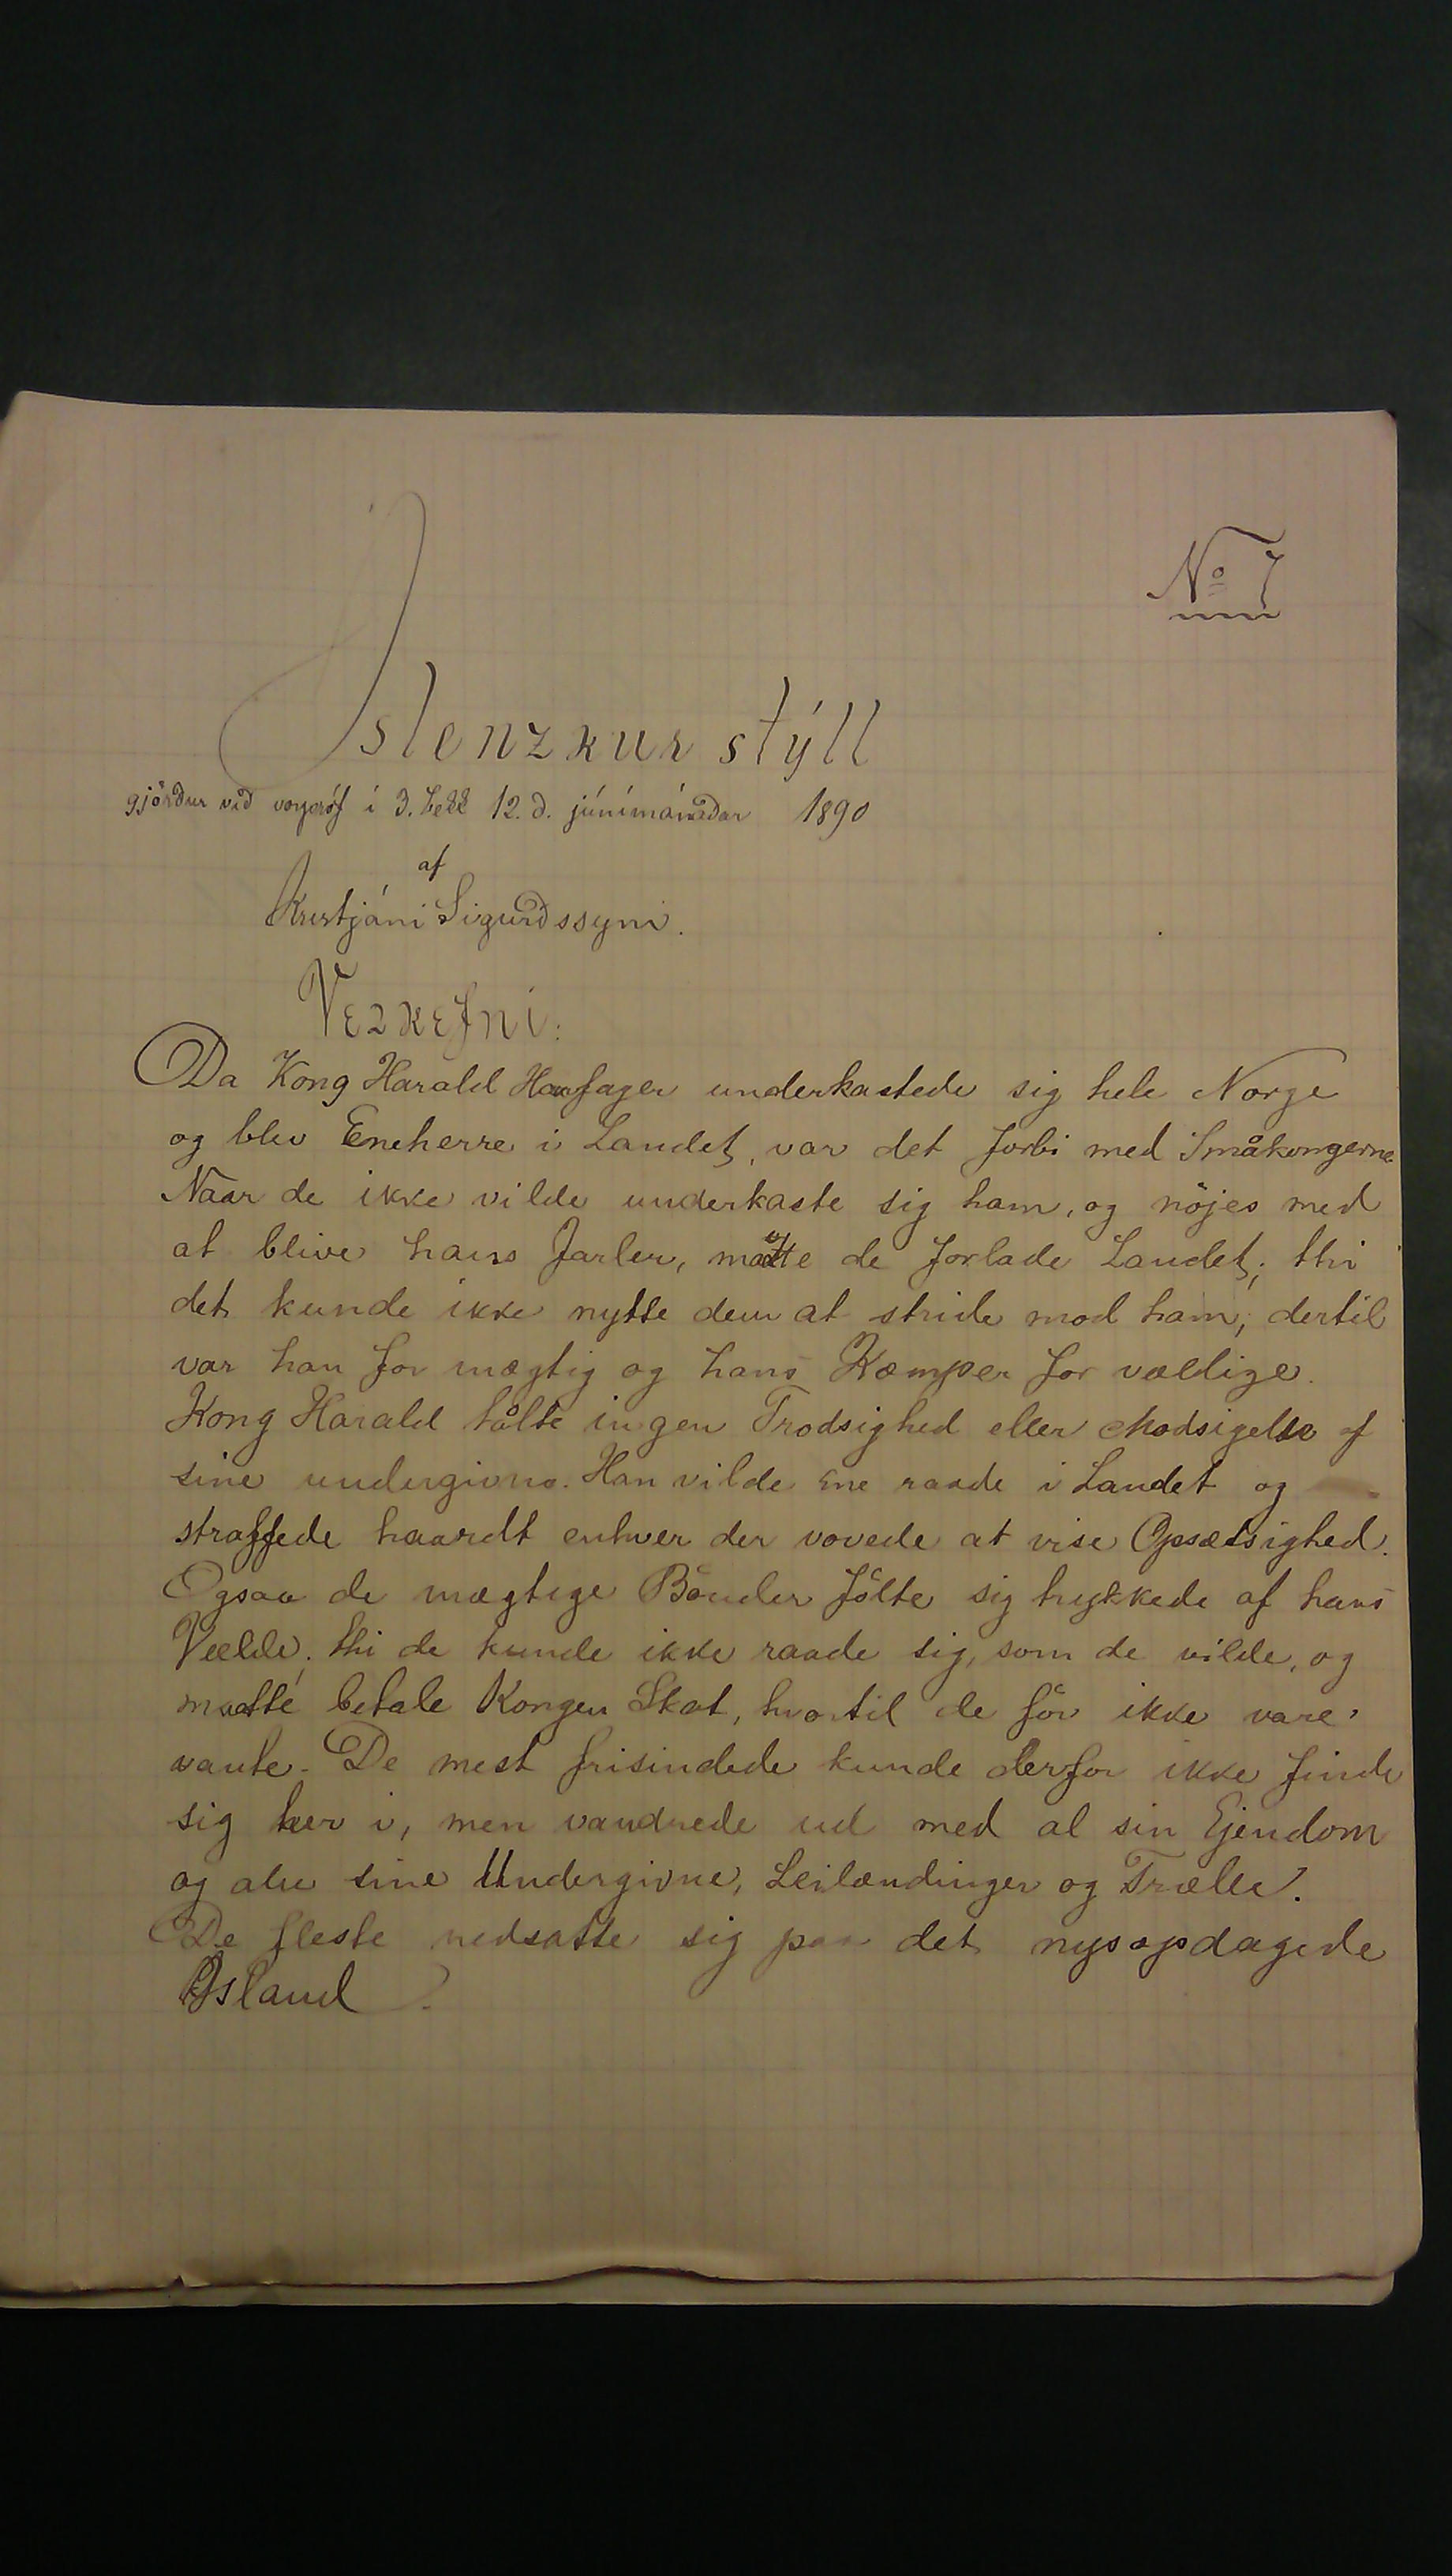 No 7
Íslenzkur stýll
gjörður við vorpróf í 3. bekk 12. d. júnímánaðar 1890
af
Kristjáni Sigurðssyni.
Verkefni:
Da Kong Harald Haarfager underkastede sig hele Norge
og blev Eneherre i Landet, var det forbi med Småkongerne.
Naar de ikke vilde underkaste sig ham, og nöjes med
at blive hans Jarler, maatte de forlade Landet; thi
det kunde ikke nytte dem at stride mod ham; dertil
var han for mægtig og hans Kæmper for vældige.
Kong Harald tålte ingen Trodsighed eller Modsigelse af
sine undergivne. Han vilde ene raade i Landet og
straffede haardt enhver der vovede at vise Opsætsighed.
Ogsaa de mægtige Bönder fölte sig trykkede af hans
Vælde; thi de kunde ikke raade sig, som de vilde, og
maatte betale Kongen Skat, hvortil de för ikke vare
vante. De mest frisindede kunde derfor ikke finde
sig her i, men vandrede ud med al sin Ejendom
og alle sine Undergivne, Leilændinger og Trælle.
De fleste nedsatte sig paa det nysopdagede
Island.